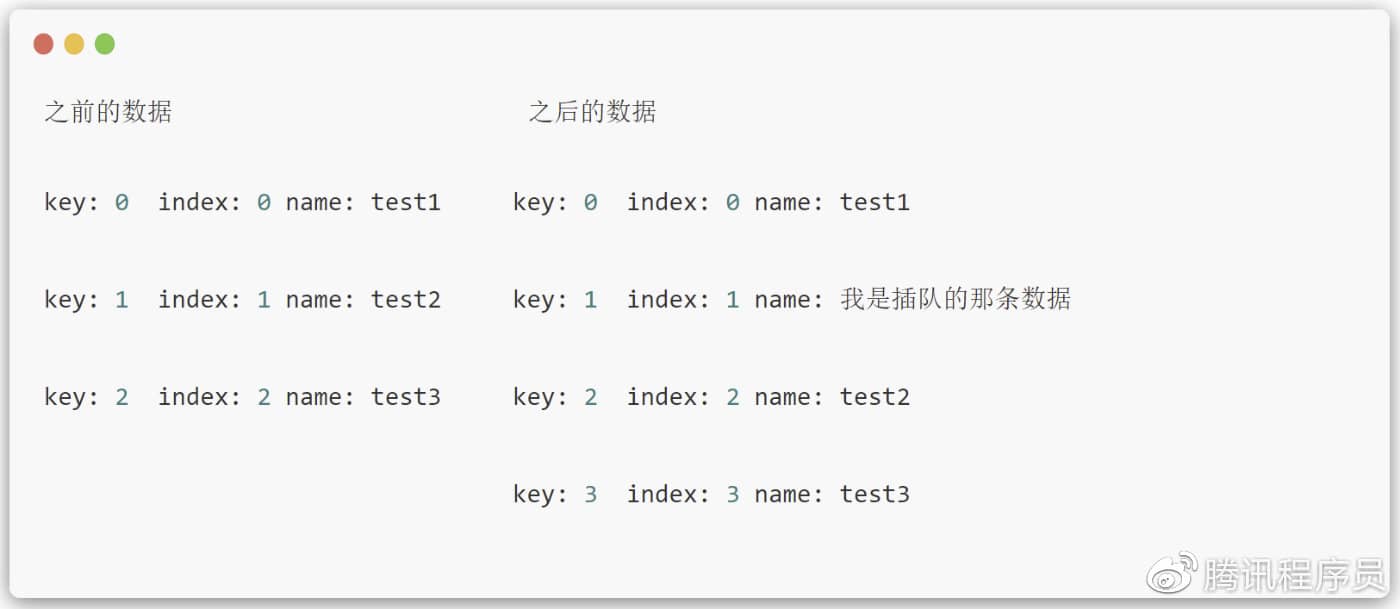 之前的数据 之后的数据
key: 0 index: 0 name: test1 key: 0 index: 0 name: test1
key: 1 index: 1 name: test2 key: 1 index: 1 name: 我是插队的那条数据
key: 2 index: 2 name: test3 key: 2 index: 2 name: test2
key: 3 index: 3 name: test3
腾讯程序员